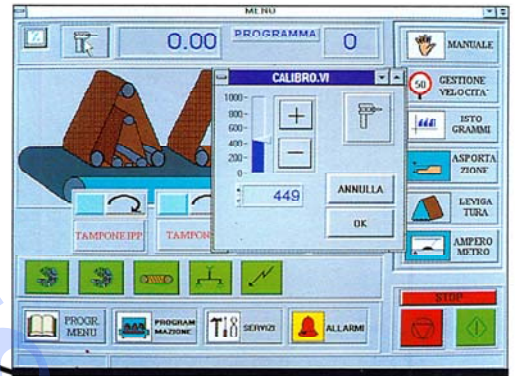 MENU
0.00
PROGRAMMA
0
MANUALE
CALIBRO.VI
1000-
800-
600-
400-
200-
449
ANNULLA
OK
50
GESTIONE
VELOCITA'
ISTO
GRAMMI
ASPORTA
ZIONE
LEVIGA
TURA
AMPERO
METRO
TAMPONE IPP
TAMPON
STOP
PROGR.
MENU
PROGRAM
MAZIONE
SERVIZI
ALLARMI